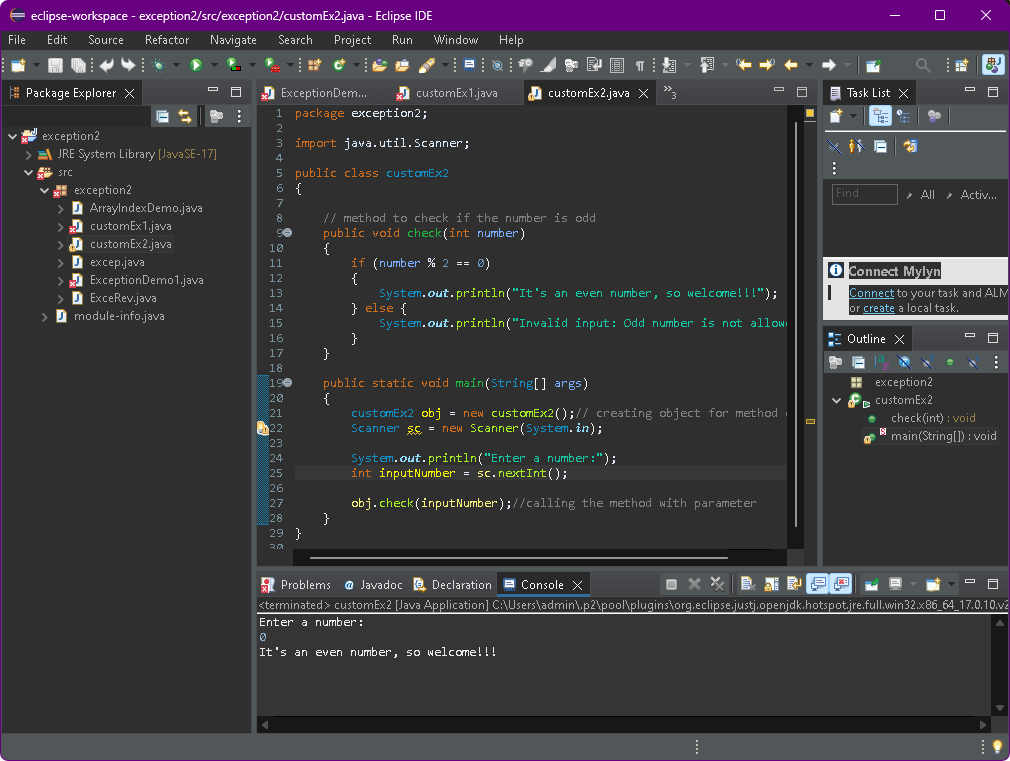 eclipse-workspace - exception2/src/exception2/customEx2.java - Eclipse IDE
File Edit Source Refactor Navigate Search Project Run Window Help
Package Explorer
exception2
JRE System Library [JavaSE-17]
src
exception2
ArrayIndexDemo.java
customEx1.java
customEx2.java
excep.java
ExceptionDemo1.java
ExceRev.java
module-info.java
ExceptionDem... customEx1.java customEx2.java »3
1 package exception2;
2
3 import java.util.Scanner;
4
5 public class customEx2
6 {
7
8 // method to check if the number is odd
9 public void check(int number)
10 {
11 if (number % 2 == 0)
12 {
13 System.out.println("It's an even number, so welcome!!!");
14 } else {
15 System.out.println("Invalid input: Odd number is not allow
16 }
17 }
18
19 public static void main(String[] args)
20 {
21 customEx2 obj = new customEx2();// creating object for method
22 Scanner sc = new Scanner(System.in);
23
24 System.out.println("Enter a number:");
25 int inputNumber = sc.nextInt();
26
27 obj.check(inputNumber);//calling the method with parameter
28 }
29 }
30
Task List
Find All Activ...
Connect Mylyn
Connect to your task and ALM
or create a local task.
Outline
exception2
customEx2
check(int) : void
main(String[]) : void
Problems Javadoc Declaration Console
<terminated> customEx2 [Java Application] C:\Users\admin\.p2\pool\plugins\org.eclipse.justj.openjdk.hotspot.jre.full.win32.x86_64_17.0.10.v2
Enter a number:
0
It's an even number, so welcome!!!